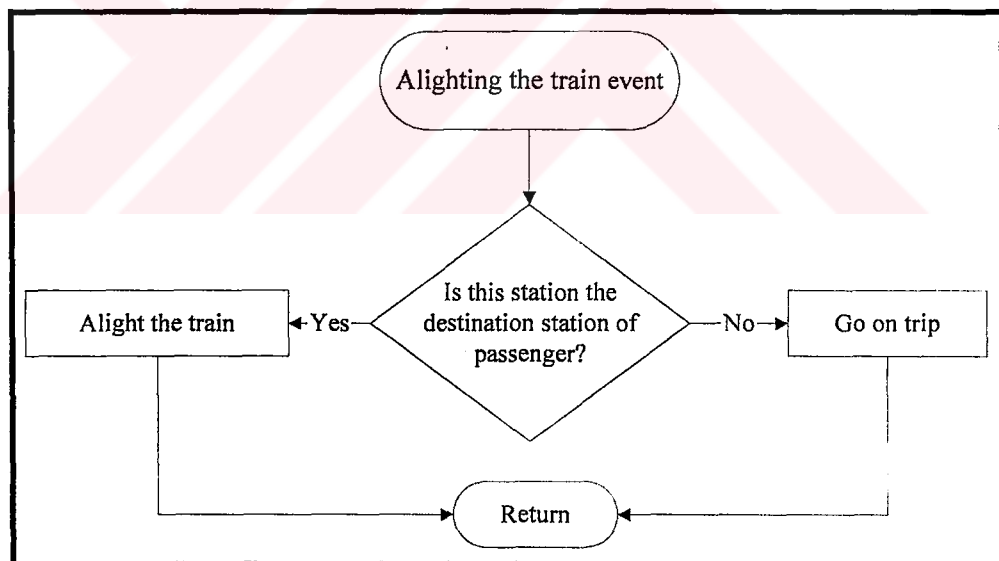 Alighting the train event
Is this station the
destination station of
passenger?
Alight the train
Yes
No
Go on trip
Return